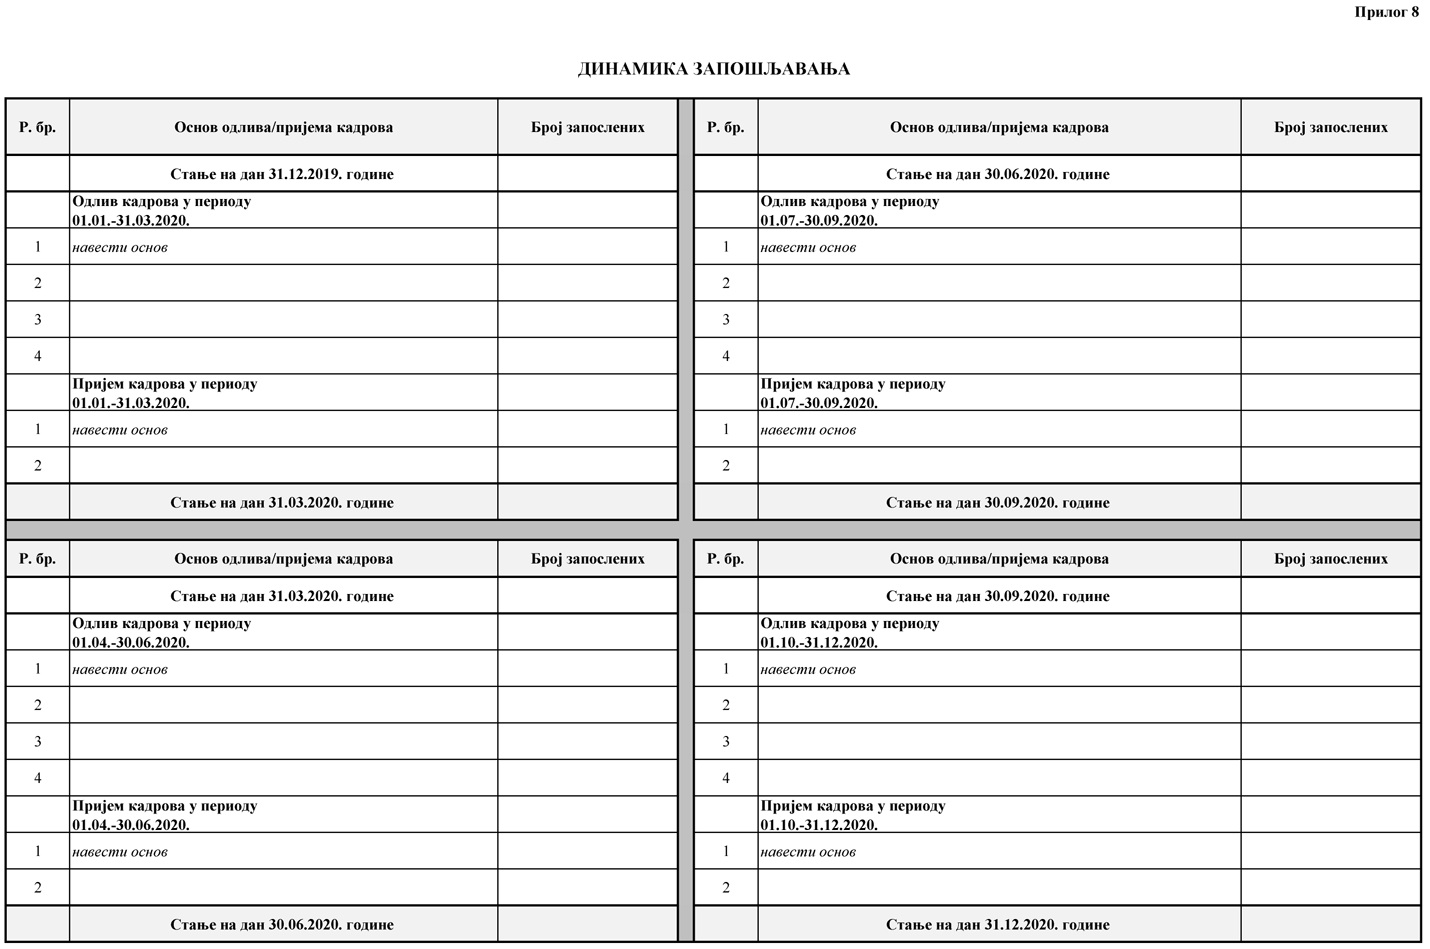 Прилог 8
ДИНАМИКА ЗАПОШЉАВАЊА
Р. бр. Основ одлива/пријема кадрова Број запослених
Стање на дан 31.12.2019. године
Одлив кадрова у периоду
01.01.-31.03.2020.
1 навести основ
2
3
4
Пријем кадрова у периоду
01.01.-31.03.2020.
1 навести основ
2
Стање на дан 31.03.2020. године
Р. бр. Основ одлива/пријема кадрова Број запослених
Стање на дан 30.06.2020. године
Одлив кадрова у периоду
01.07.-30.09.2020.
1 навести основ
2
3
4
Пријем кадрова у периоду
01.07.-30.09.2020.
1 навести основ
2
Стање на дан 30.09.2020. године
Р. бр. Основ одлива/пријема кадрова Број запослених
Стање на дан 31.03.2020. године
Одлив кадрова у периоду
01.04.-30.06.2020.
1 навести основ
2
3
4
Пријем кадрова у периоду
01.04.-30.06.2020.
1 навести основ
2
Стање на дан 30.06.2020. године
Р. бр. Основ одлива/пријема кадрова Број запослених
Стање на дан 30.09.2020. године
Одлив кадрова у периоду
01.10.-31.12.2020.
1 навести основ
2
3
4
Пријем кадрова у периоду
01.10.-31.12.2020.
1 навести основ
2
Стање на дан 31.12.2020. године